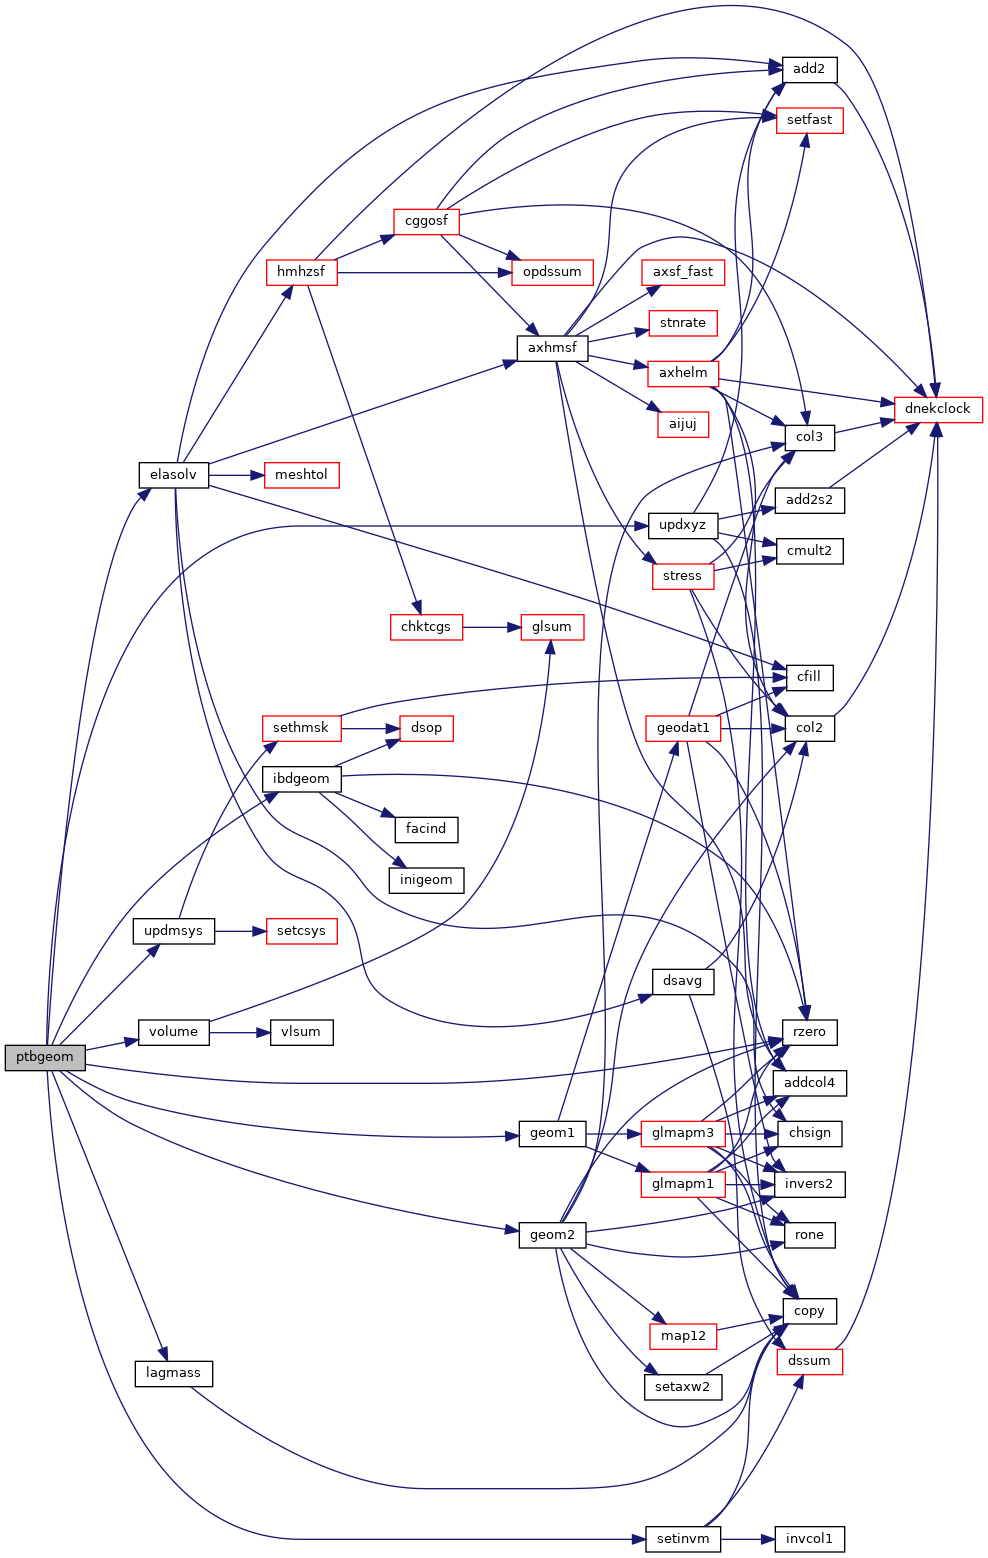 add2
setfast
cggosf
hmhzsf
opdssum
axsf_fast
stnrate
axhmsf
axhelm
dnekclock
aijuj
col3
elasolv
meshtol
add2s2
updxyz
cmult2
stress
chktcgs
glsum
cfill
sethmsk
dsop
geodat1
col2
ibdgeom
facind
inigeom
updmsys
setcsys
dsavg
volume
vlsum
rzero
ptbgeom
addcol4
geom1
glmapm3
chsign
glmapm1
invers2
geom2
rone
copy
map12
dssum
lagmass
setaxw2
setinvm
invcol1